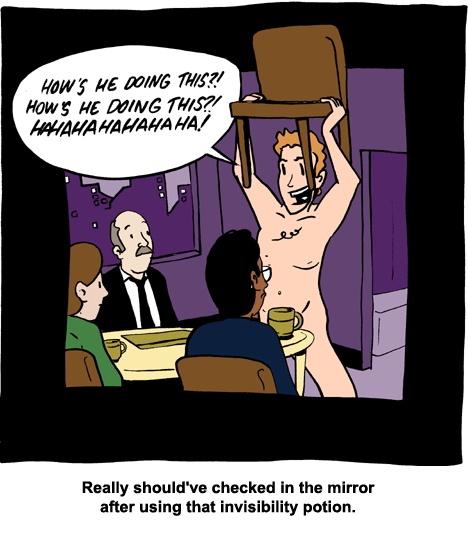 HOW'S HE DOING THIS?!
HOW'S HE DOING THIS?!
HAHAHAHAHAHAHA!
Really should've checked in the mirror
after using that invisibility potion.